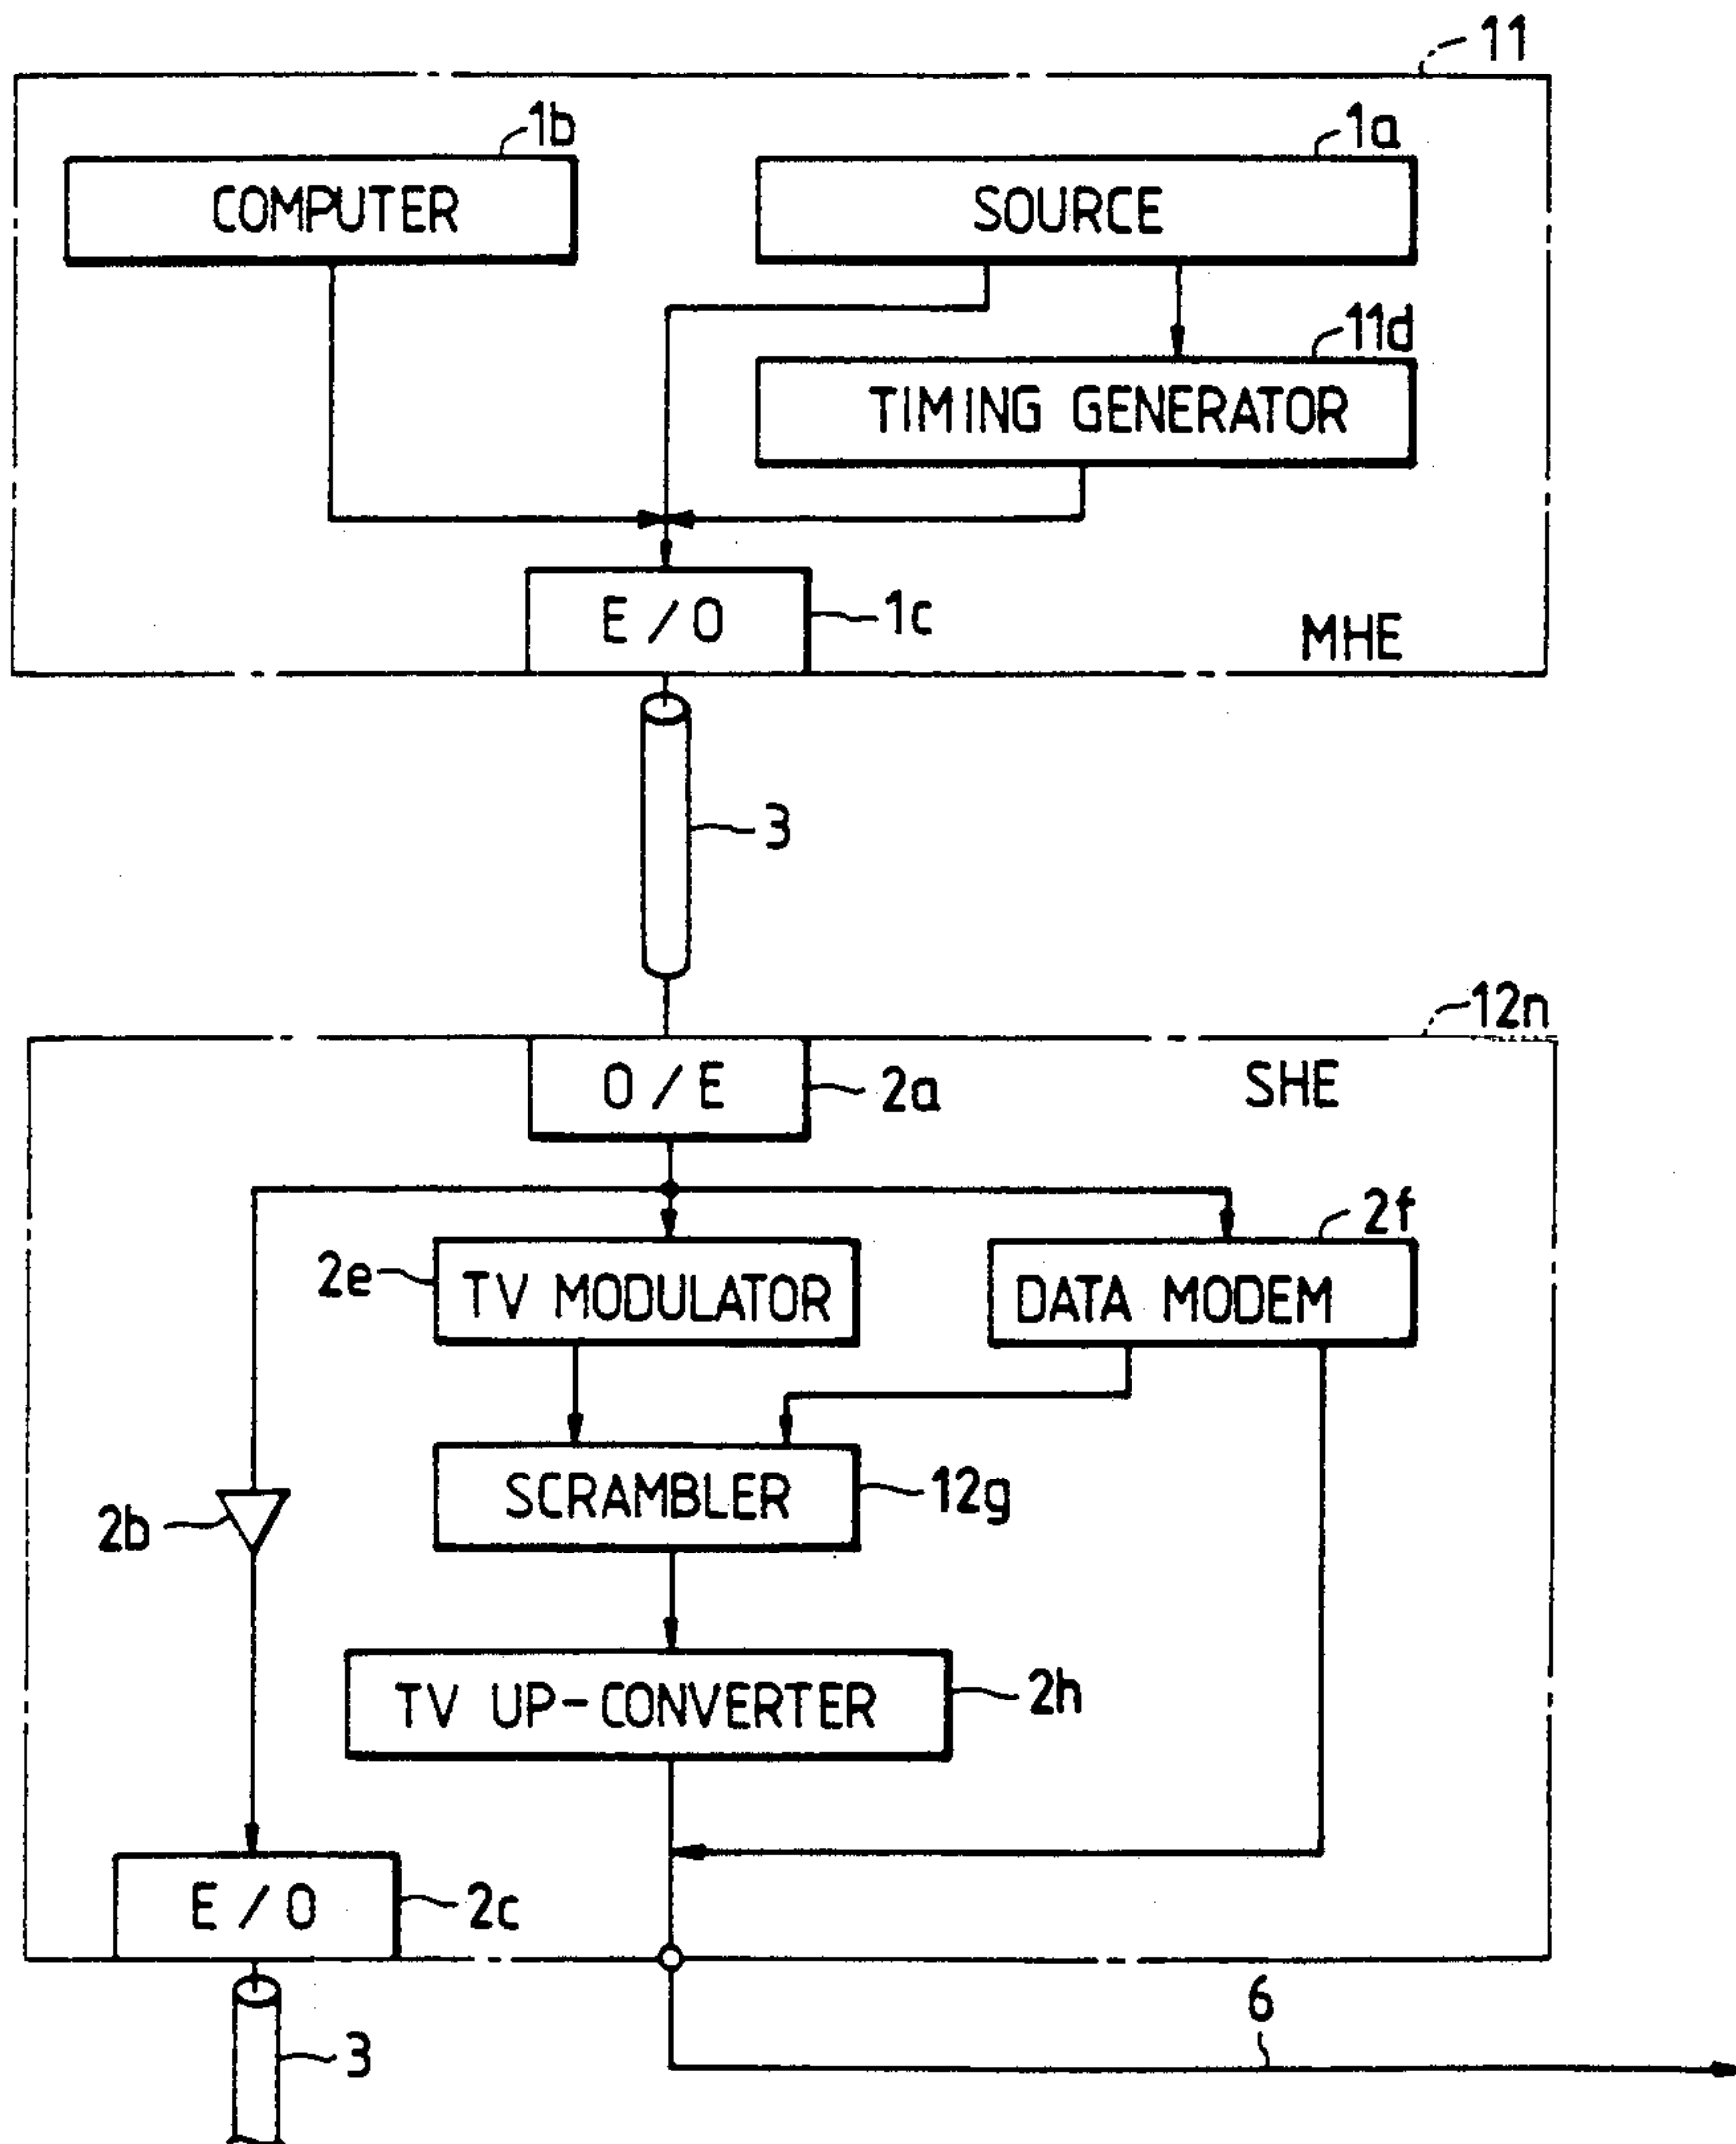 11
1b
1a
COMPUTER
SOURCE
11d
TIMING GENERATOR
E / O
1c
MHE
3
12n
O / E
2a
SHE
2f
2e
TV MODULATOR
DATA MODEM
SCRAMBLER
12g
2b
TV UP-CONVERTER
2h
E / O
2c
6
3